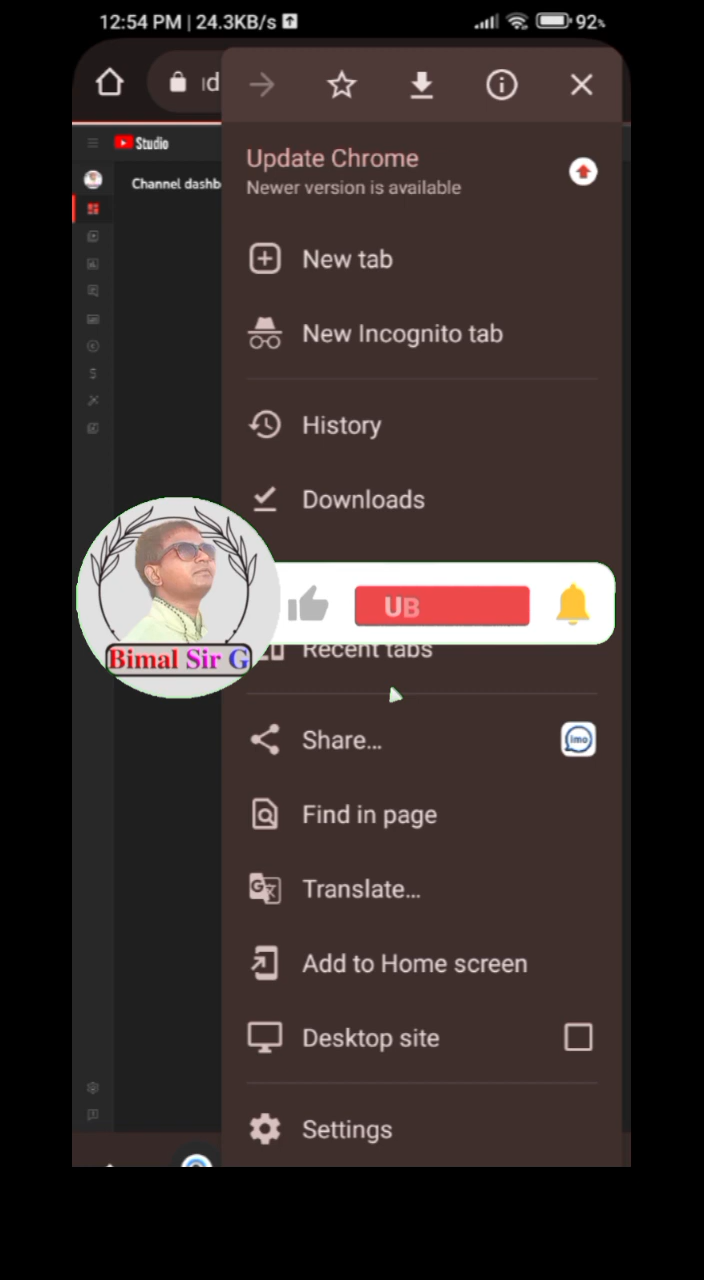 12:54 PM | 24.3KB/s
92%
d
Studio
Channel dashb
Update Chrome
Newer version is available
New tab
New Incognito tab
History
Downloads
UB
Recent tabs
Bimal Sir G
Share...
imo
Find in page
Translate...
Add to Home screen
Desktop site
Settings